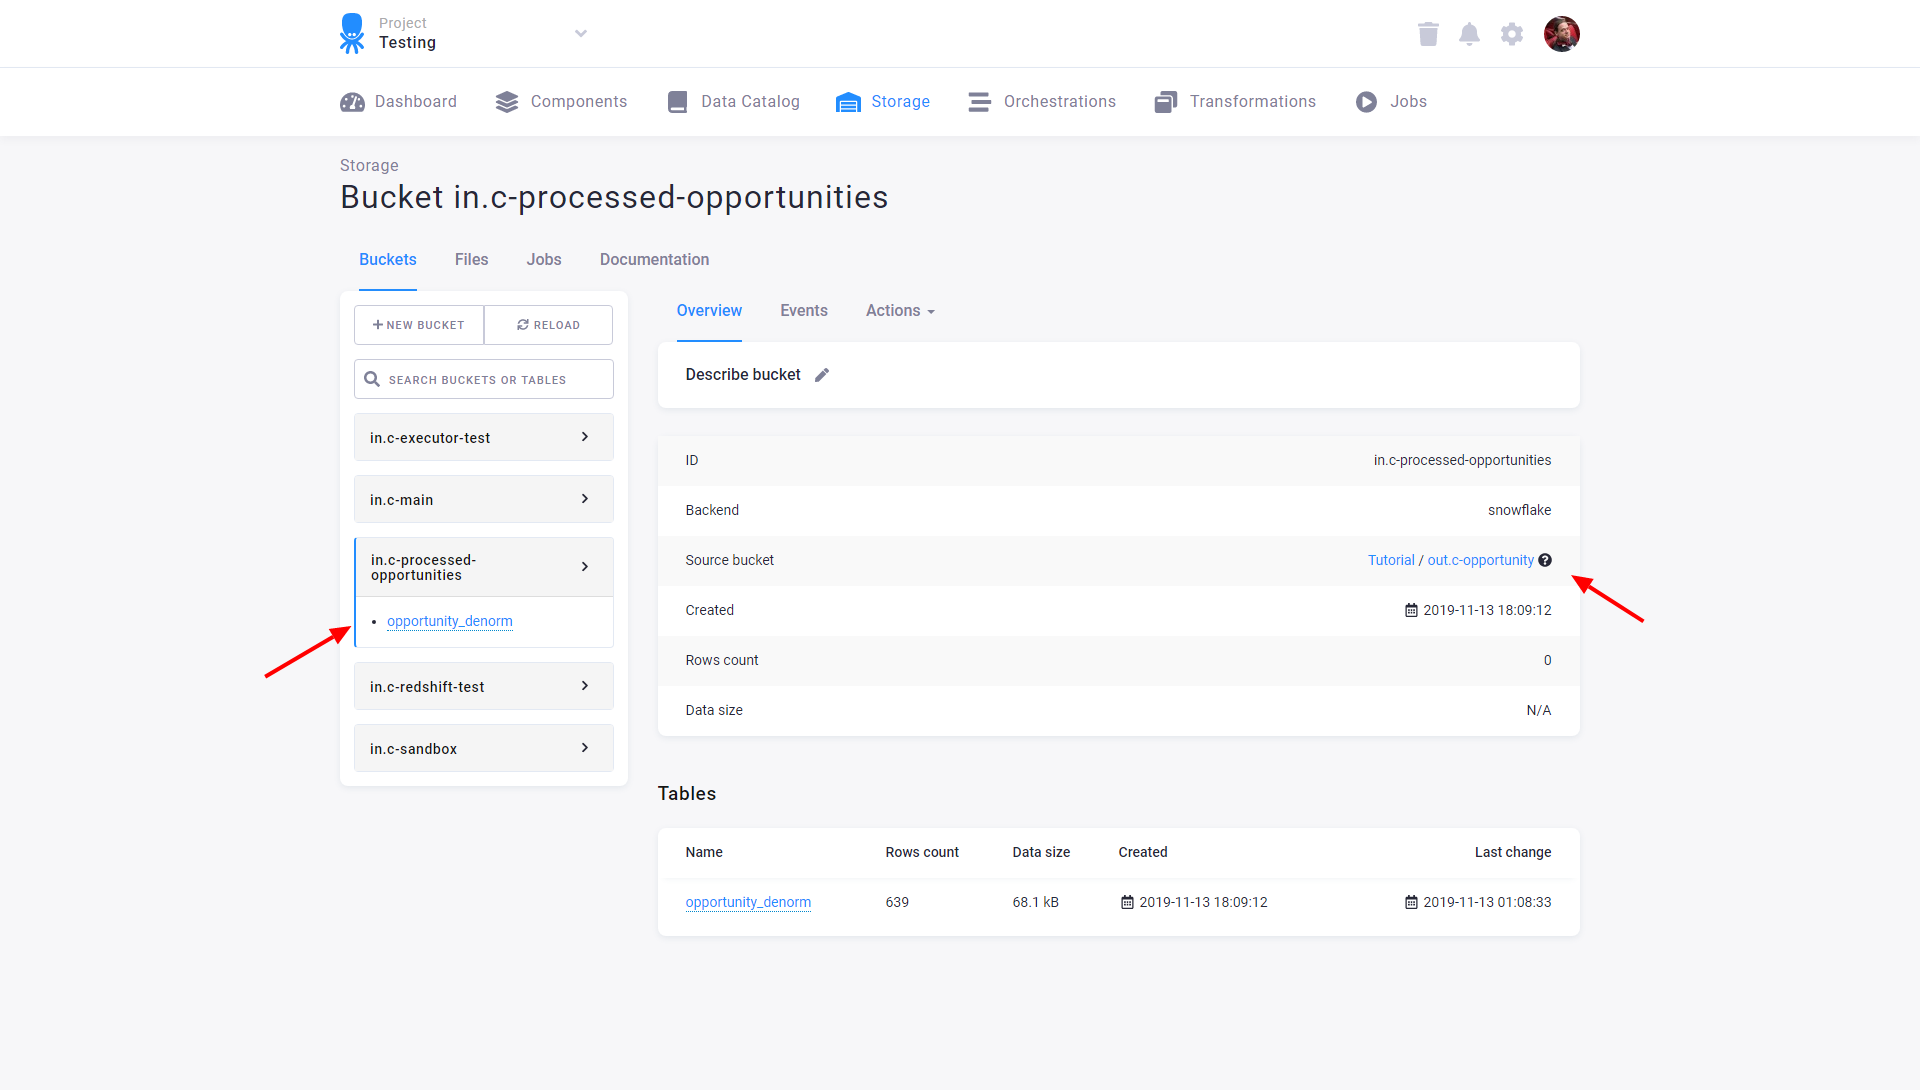 Project
Testing
Dashboard Components Data Catalog Storage Orchestrations Transformations Jobs
Storage
Bucket in.c-processed-opportunities
Buckets Files Jobs Documentation
NEW BUCKET RELOAD
SEARCH BUCKETS OR TABLES
in.c-executor-test
in.c-main
in.c-processed-
opportunities
opportunity_denorm
in.c-redshift-test
in.c-sandbox
Overview Events Actions
Describe bucket
ID in.c-processed-opportunities
Backend snowflake
Source bucket Tutorial / out.c-opportunity
Created 2019-11-13 18:09:12
Rows count 0
Data size N/A
Tables
Name Rows count Data size Created Last change
opportunity_denorm 639 68.1 kB 2019-11-13 18:09:12 2019-11-13 01:08:33